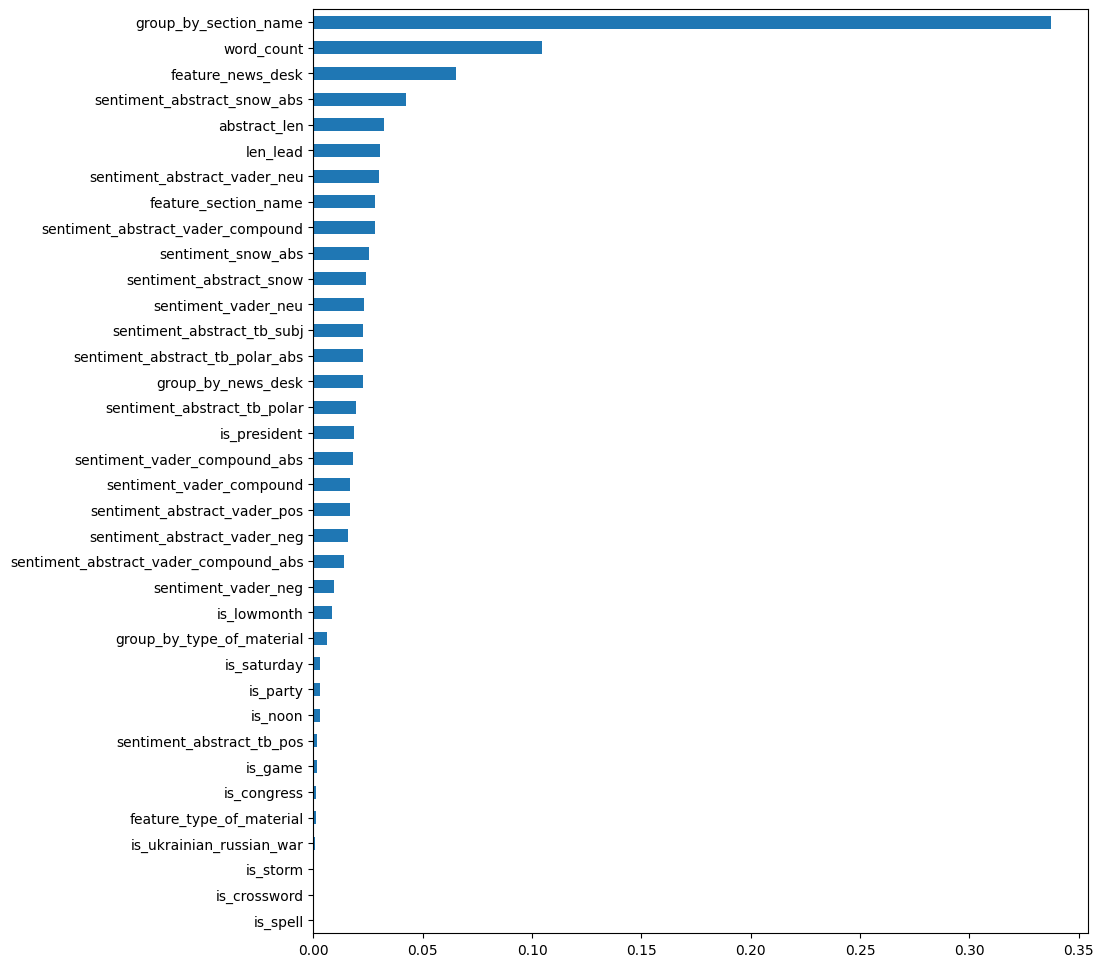 group_by_section_name
word_count
feature_news_desk
sentiment_abstract_snow_abs
abstract_len
len_lead
sentiment_abstract_vader_neu
feature_section_name
sentiment_abstract_vader_compound
sentiment_snow_abs
sentiment_abstract_snow
sentiment_vader_neu
sentiment_abstract_tb_subj
sentiment_abstract_tb_polar_abs
group_by_news_desk
sentiment_abstract_tb_polar
is_president
sentiment_vader_compound_abs
sentiment_vader_compound
sentiment_abstract_vader_pos
sentiment_abstract_vader_neg
sentiment_abstract_vader_compound_abs
sentiment_vader_neg
is_lowmonth
group_by_type_of_material
is_saturday
is_party
is_noon
sentiment_abstract_tb_pos
is_game
is_congress
feature_type_of_material
is_ukrainian_russian_war
is_storm
is_crossword
is_spell
0.00 0.05 0.10 0.15 0.20 0.25 0.30 0.35